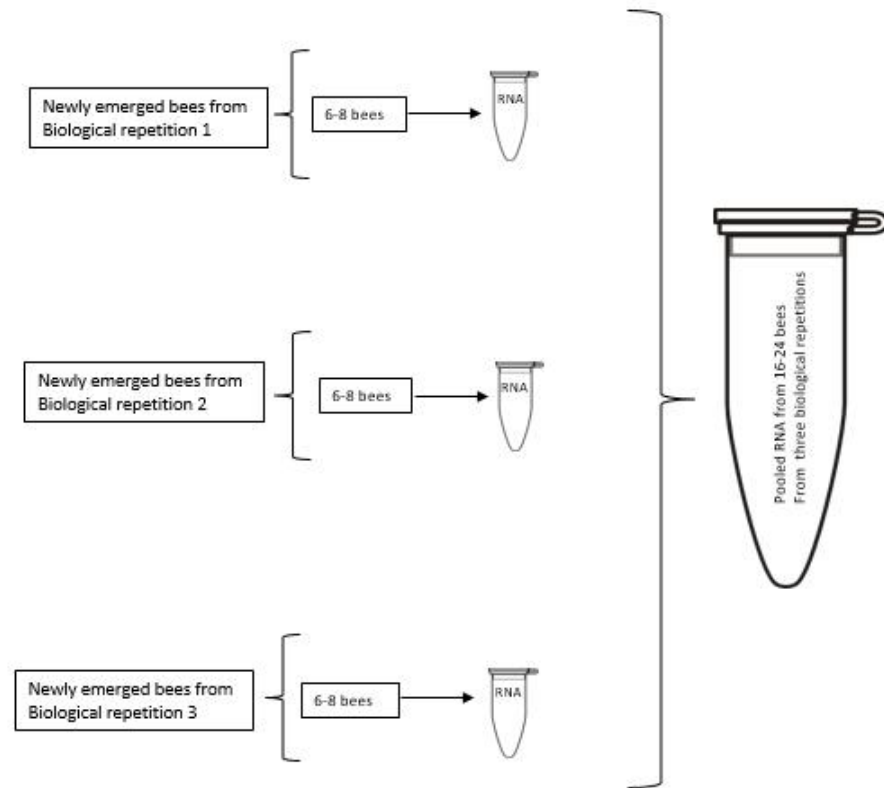 Newly emerged bees from
Biological repetition 1
6-8 bees
RNA
Newly emerged bees from
Biological repetition 2
6-8 bees
RNA
Newly emerged bees from
Biological repetition 3
6-8 bees
RNA
Pooled RNA from 16-24 bees
From three biological repetitions